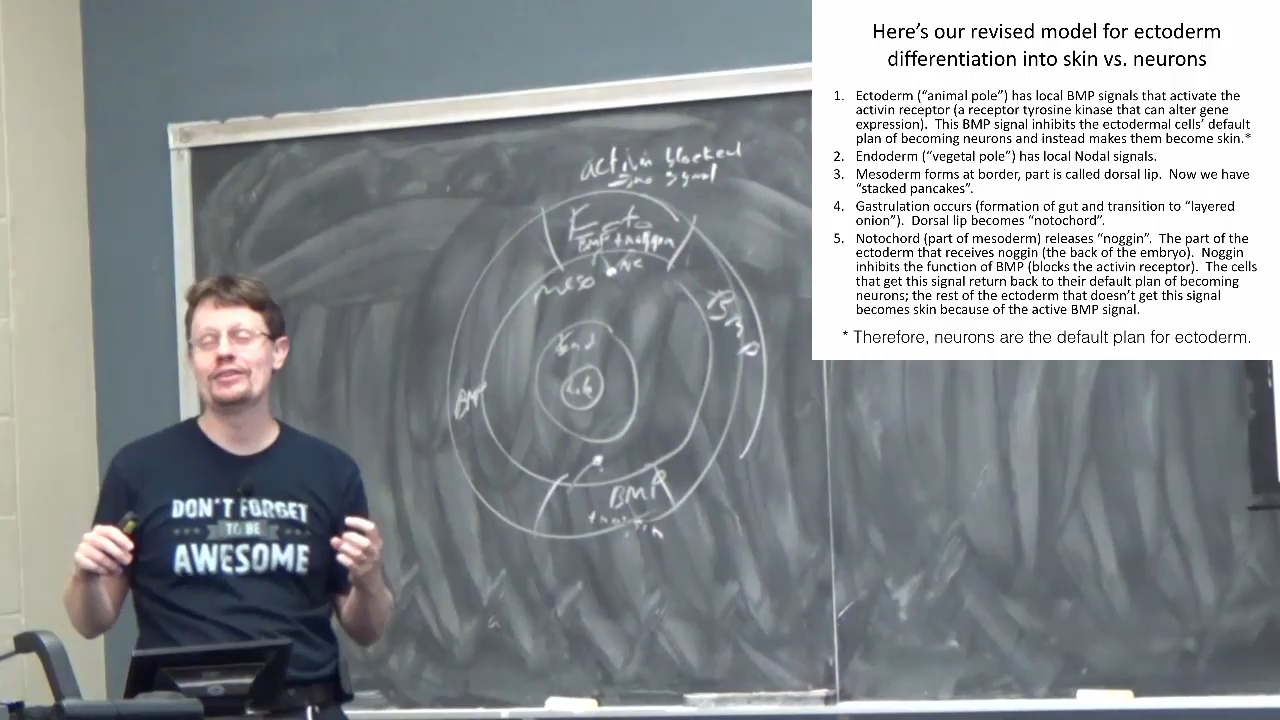 Here's our revised model for ectoderm
differentiation into skin vs. neurons
1. Ectoderm ("animal pole") has local BMP signals that activate the
activin receptor (a receptor tyrosine kinase that can alter gene
expression). This BMP signal inhibits the ectodermal cells' default
plan of becoming neurons and instead makes them become skin.*
2. Endoderm ("vegetal pole") has local Nodal signals.
3. Mesoderm forms at border, part is called dorsal lip. Now we have
"stacked pancakes".
4. Gastrulation occurs (formation of gut and transition to "layered
onion"). Dorsal lip becomes "notochord".
5. Notochord (part of mesoderm) releases "noggin". The part of the
ectoderm that receives noggin (the back of the embryo). Noggin
inhibits the function of BMP (blocks the activin receptor). The cells
that get this signal return back to their default plan of becoming
neurons; the rest of the ectoderm that doesn't get this signal
becomes skin because of the active BMP signal.
* Therefore, neurons are the default plan for ectoderm.
activin blocked
no signal
Ecto
BMP + noggin
meso
BMP
End
BMP
BMP
DON'T FORGET
TO BE
AWESOME